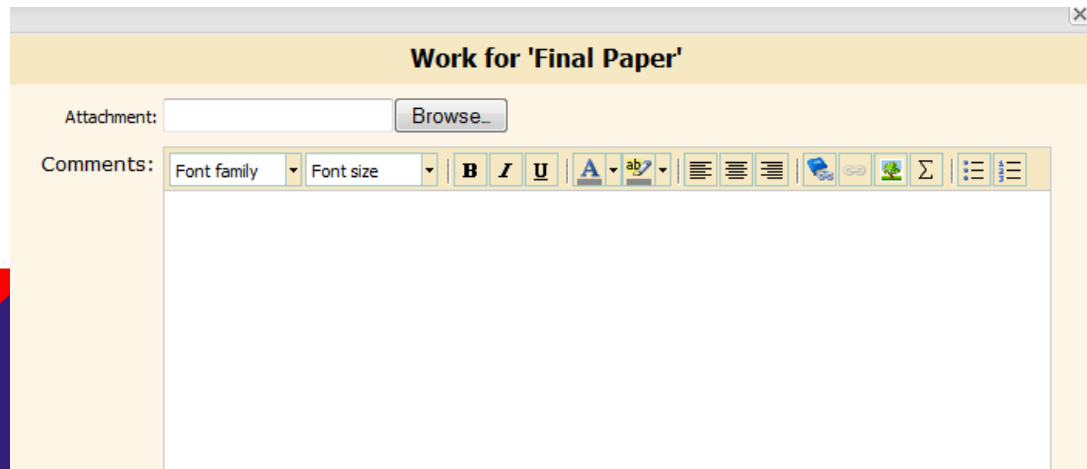 Work for 'Final Paper'
Attachment: Browse...
Comments: Font family Font size B I U A ab Σ